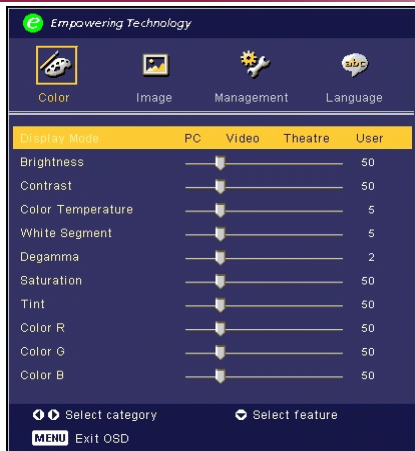 e Empowering Technology
abc
Color Image Management Language
Display Mode PC Video Theatre User
Brightness 50
Contrast 50
Color Temperature 5
White Segment 5
Degamma 2
Saturation 50
Tint 50
Color R 50
Color G 50
Color B 50
Select category Select feature
MENU Exit OSD